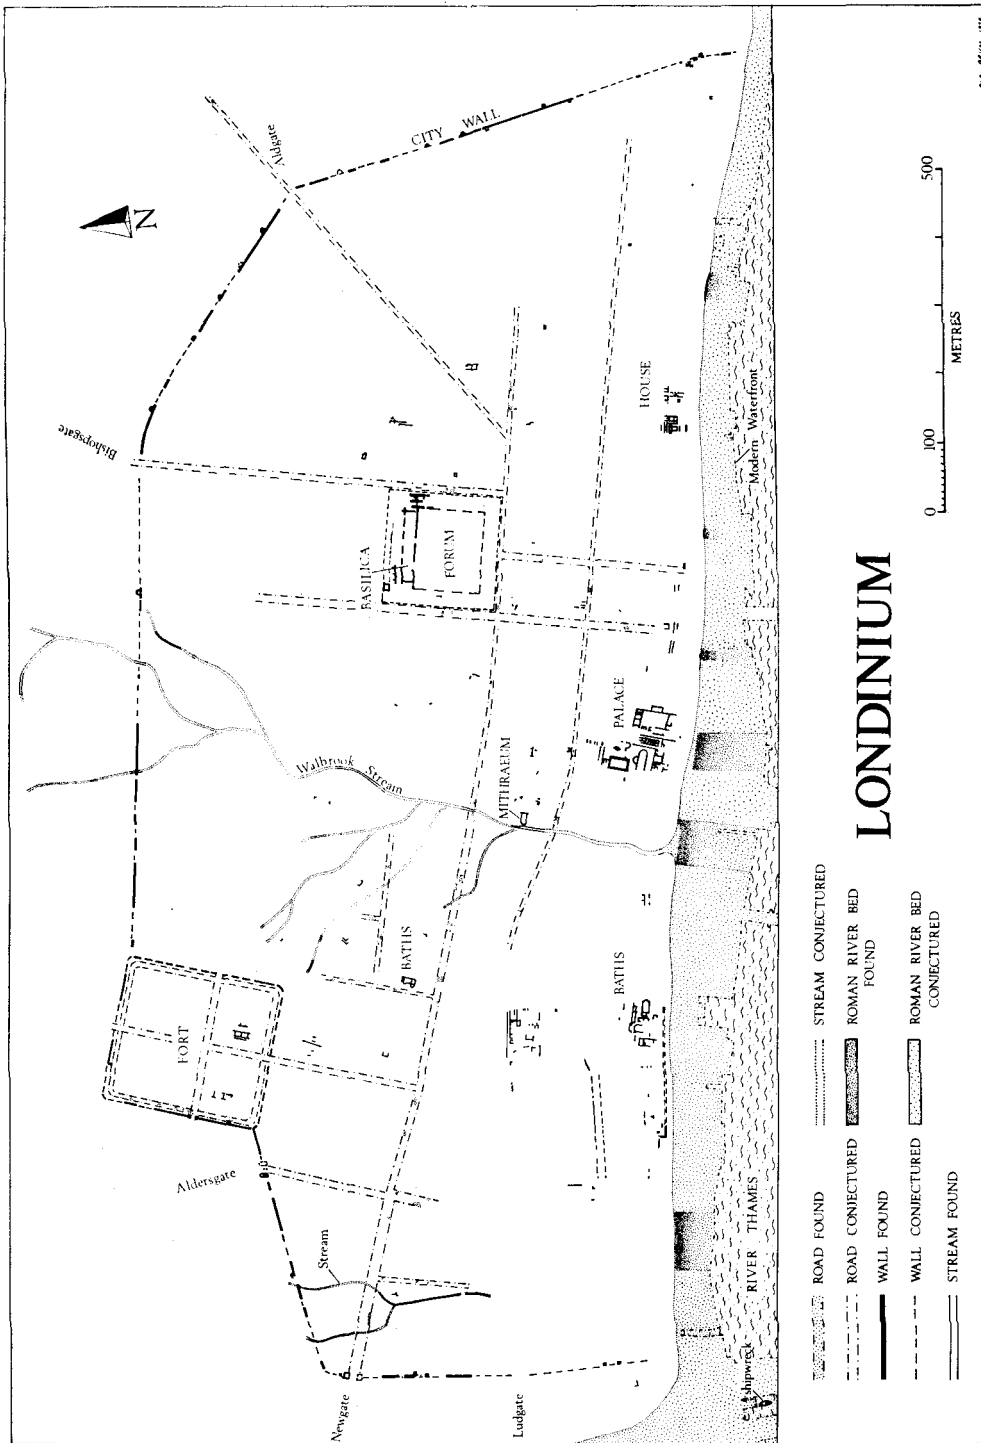 Aldgate
CITY WALL
N
Bishopsgate
BASILICA
FORUM
HOUSE
Modern Waterfront
500
100
0
METRES
PALACE
MITHRAEUM
Walbrook Stream
LONDINIUM
BATHS
BATHS
FORT
Aldersgate
Stream
Newgate
Ludgate
RIVER THAMES
shipwreck
ROAD FOUND
ROAD CONJECTURED
WALL FOUND
WALL CONJECTURED
STREAM FOUND
STREAM CONJECTURED
ROMAN RIVER BED
FOUND
ROMAN RIVER BED
CONJECTURED